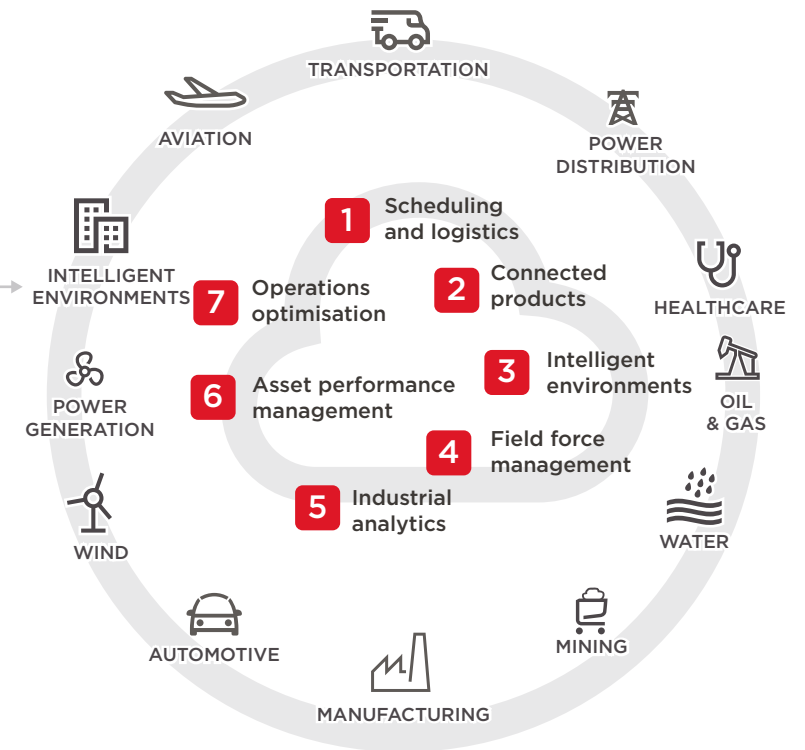 TRANSPORTATION
AVIATION
POWER
DISTRIBUTION
INTELLIGENT
ENVIRONMENTS
HEALTHCARE
POWER
GENERATION
OIL
& GAS
WIND
WATER
AUTOMOTIVE
MINING
MANUFACTURING
1
Scheduling
and logistics
2
Connected
products
3
Intelligent
environments
4
Field force
management
5
Industrial
analytics
6
Asset performance
management
7
Operations
optimisation